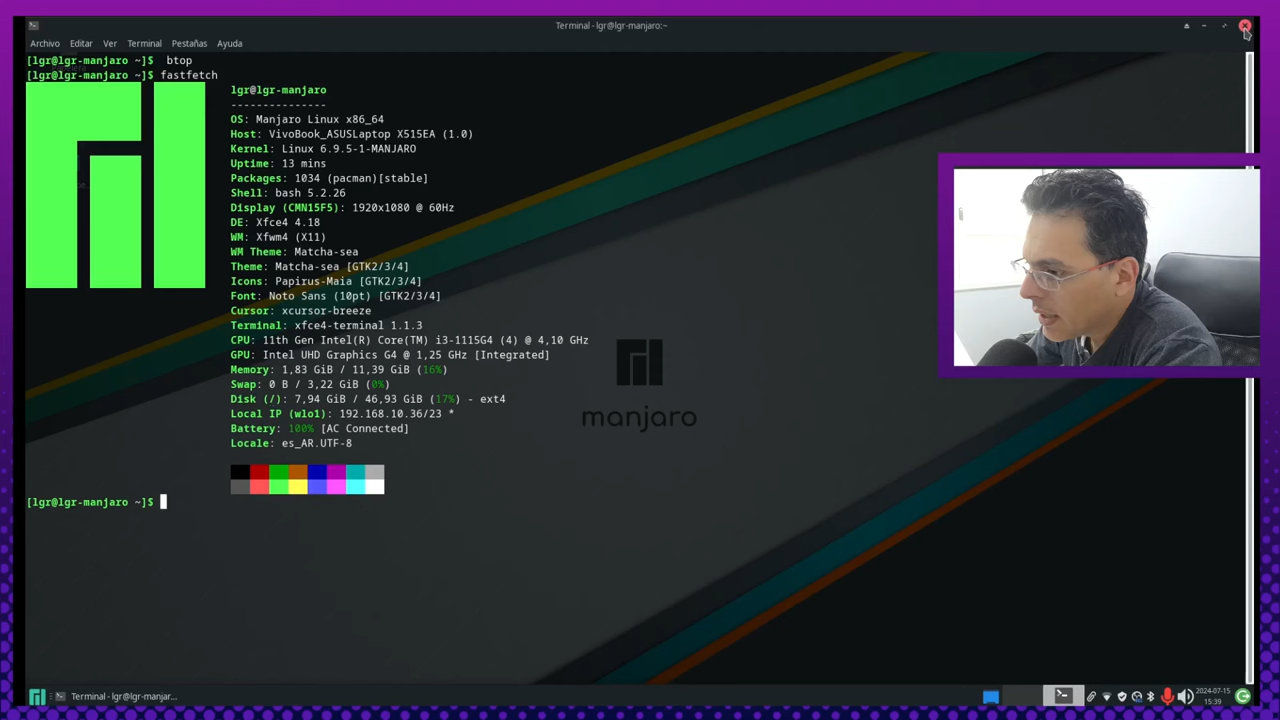 Terminal - lgr@lgr-manjaro:~
Archivo Editar Ver Terminal Pestañas Ayuda
[lgr@lgr-manjaro ~]$  btop
[lgr@lgr-manjaro ~]$ fastfetch
lgr@lgr-manjaro
---------------
OS: Manjaro Linux x86_64
Host: VivoBook_ASUSLaptop X515EA (1.0)
Kernel: Linux 6.9.5-1-MANJARO
Uptime: 13 mins
Packages: 1034 (pacman)[stable]
Shell: bash 5.2.26
Display (CMN15F5): 1920x1080 @ 60Hz
DE: Xfce4 4.18
WM: Xfwm4 (X11)
WM Theme: Matcha-sea
Theme: Matcha-sea [GTK2/3/4]
Icons: Papirus-Maia [GTK2/3/4]
Font: Noto Sans (10pt) [GTK2/3/4]
Cursor: xcursor-breeze
Terminal: xfce4-terminal 1.1.3
CPU: 11th Gen Intel(R) Core(TM) i3-1115G4 (4) @ 4,10 GHz
GPU: Intel UHD Graphics G4 @ 1,25 GHz [Integrated]
Memory: 1,83 GiB / 11,39 GiB (16%)
Swap: 0 B / 3,22 GiB (0%)
Disk (/): 7,94 GiB / 46,93 GiB (17%) - ext4
Local IP (wlo1): 192.168.10.36/23 *
Battery: 100% [AC Connected]
Locale: es_AR.UTF-8
manjaro
[lgr@lgr-manjaro ~]$
Terminal - lgr@lgr-manjar...
2024-07-15
15:39